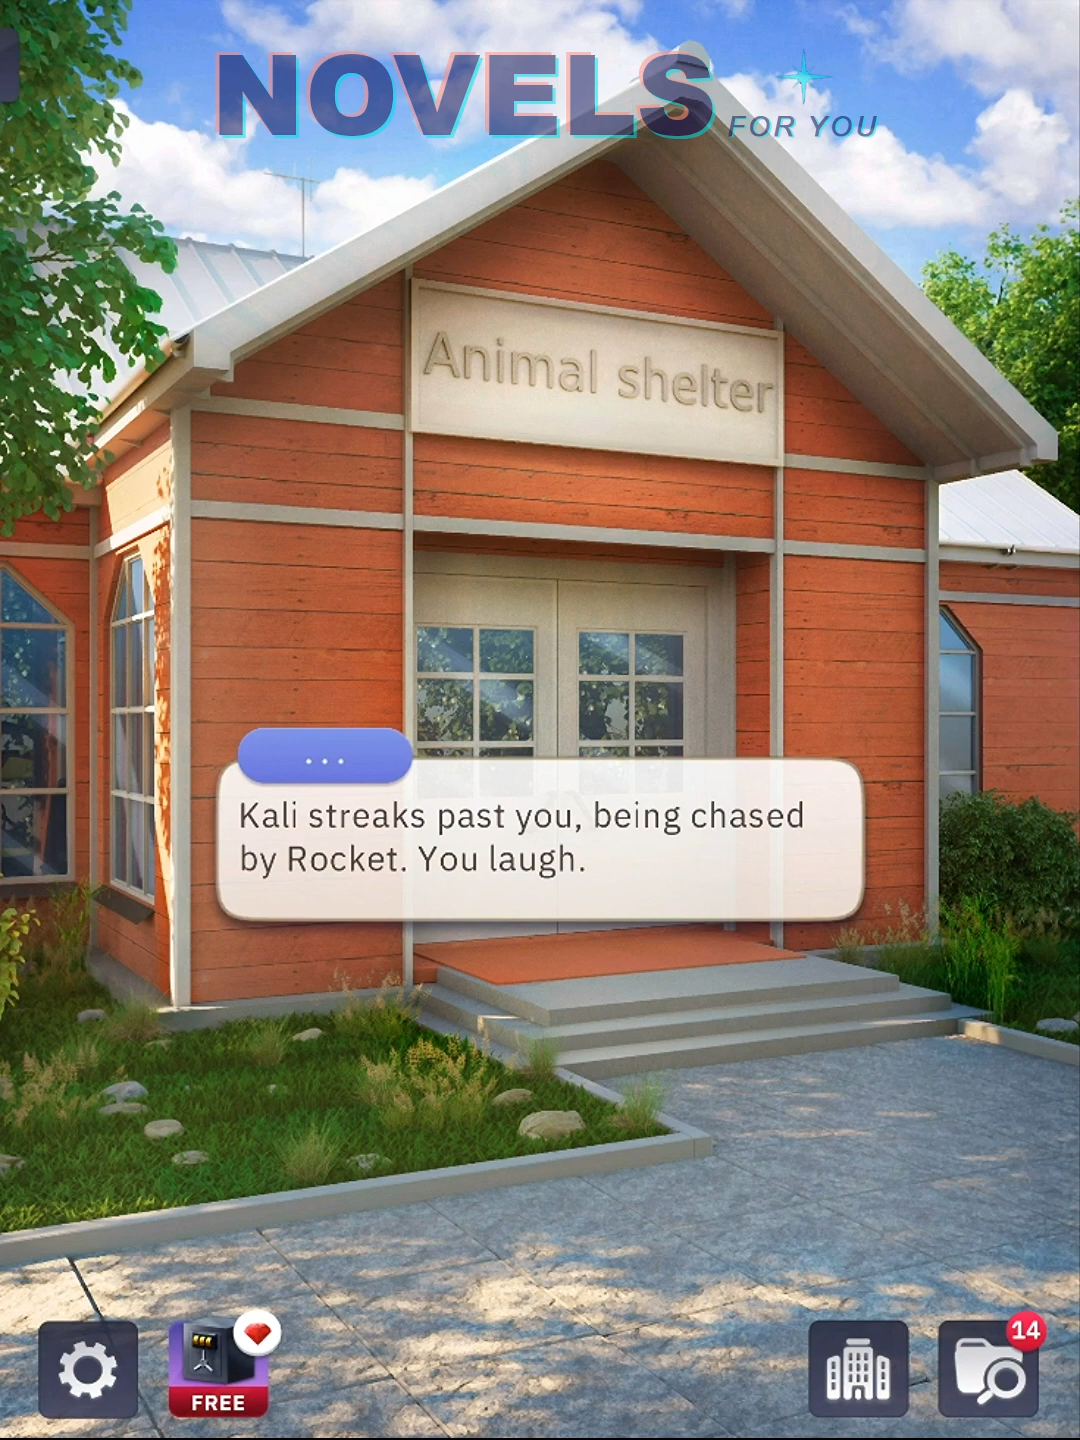 NOVELS FOR YOU
Animal shelter
...
Kali streaks past you, being chased
by Rocket. You laugh.
FREE
14